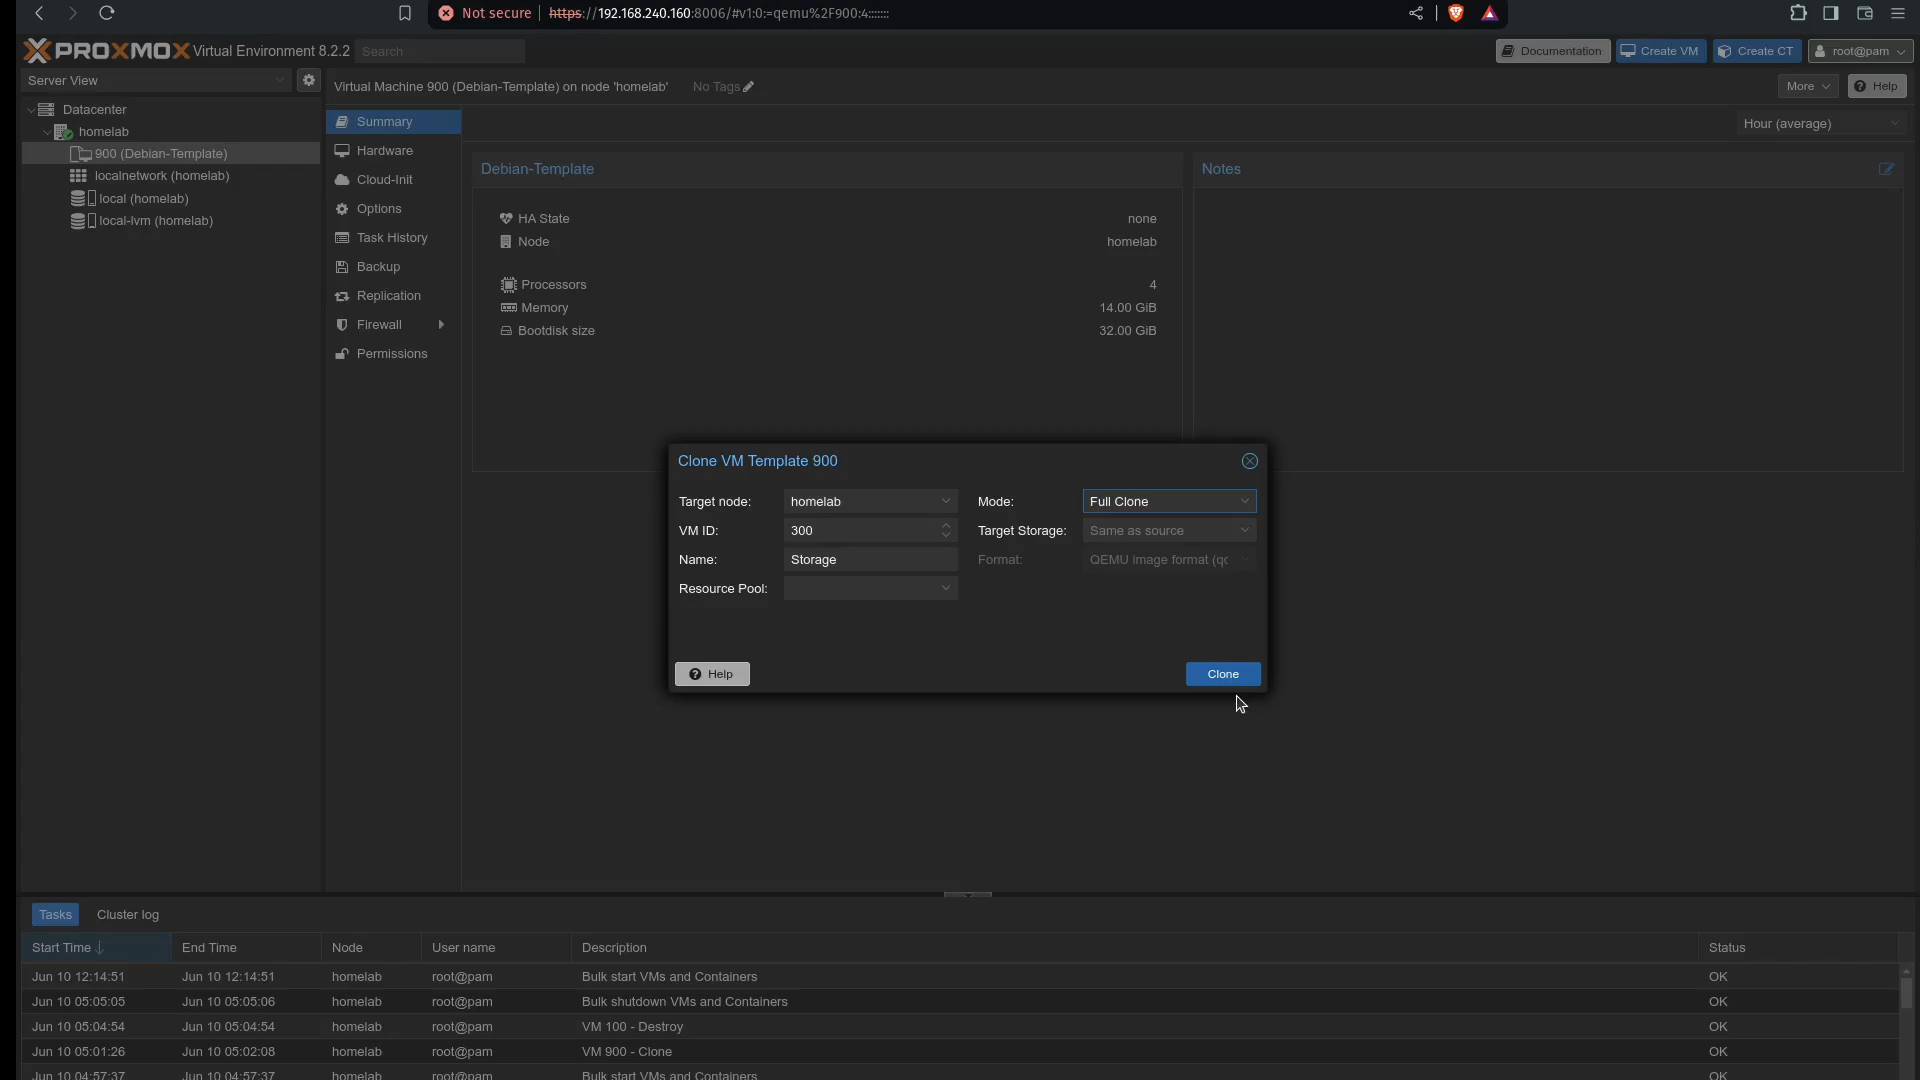 Not secure | https://192.168.240.160:8006/#v1:0:=qemu%2F900:4:::::::
PROXMOX Virtual Environment 8.2.2
Search
Documentation
Create VM
Create CT
root@pam
Server View
Virtual Machine 900 (Debian-Template) on node 'homelab'
No Tags
More
Help
Datacenter
homelab
900 (Debian-Template)
localnetwork (homelab)
local (homelab)
local-lvm (homelab)
Summary
Hardware
Cloud-Init
Options
Task History
Backup
Replication
Firewall
Permissions
Hour (average)
Debian-Template
HA State none
Node homelab
Processors 4
Memory 14.00 GiB
Bootdisk size 32.00 GiB
Notes
Clone VM Template 900
Target node: homelab
Mode: Full Clone
VM ID: 300
Target Storage: Same as source
Name: Storage
Format: QEMU image format (qc
Resource Pool:
Help
Clone
Tasks
Cluster log
Start Time End Time Node User name Description Status
Jun 10 12:14:51 Jun 10 12:14:51 homelab root@pam Bulk start VMs and Containers OK
Jun 10 05:05:05 Jun 10 05:05:06 homelab root@pam Bulk shutdown VMs and Containers OK
Jun 10 05:04:54 Jun 10 05:04:54 homelab root@pam VM 100 - Destroy OK
Jun 10 05:01:26 Jun 10 05:02:08 homelab root@pam VM 900 - Clone OK
Jun 10 04:57:37 Jun 10 04:57:37 homelab root@pam Bulk start VMs and Containers OK